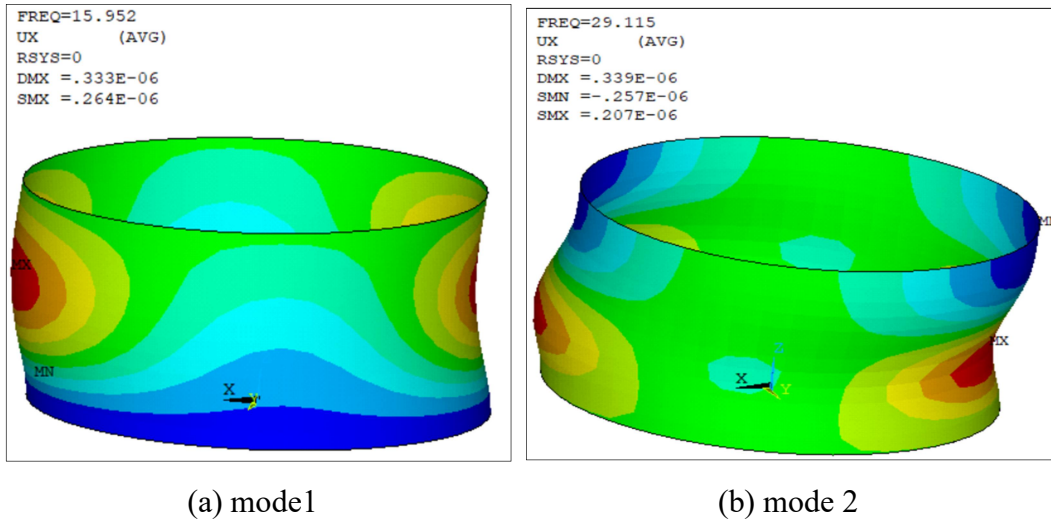 FREQ=15.952
UX (AVG)
RSYS=0
DMX =.333E-06
SMX =.264E-06
MX
MN
X
FREQ=29.115
UX (AVG)
RSYS=0
DMX =.339E-06
SMN =-.257E-06
SMX =.207E-06
MX
Z
X
Y
(a) mode1
(b) mode 2